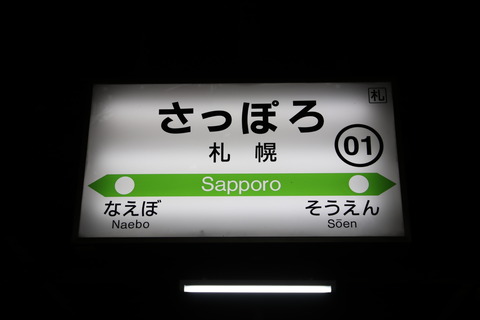 札
さっぽろ
札幌
01
Sapporo
なえぼ そうえん
Naebo Sōen